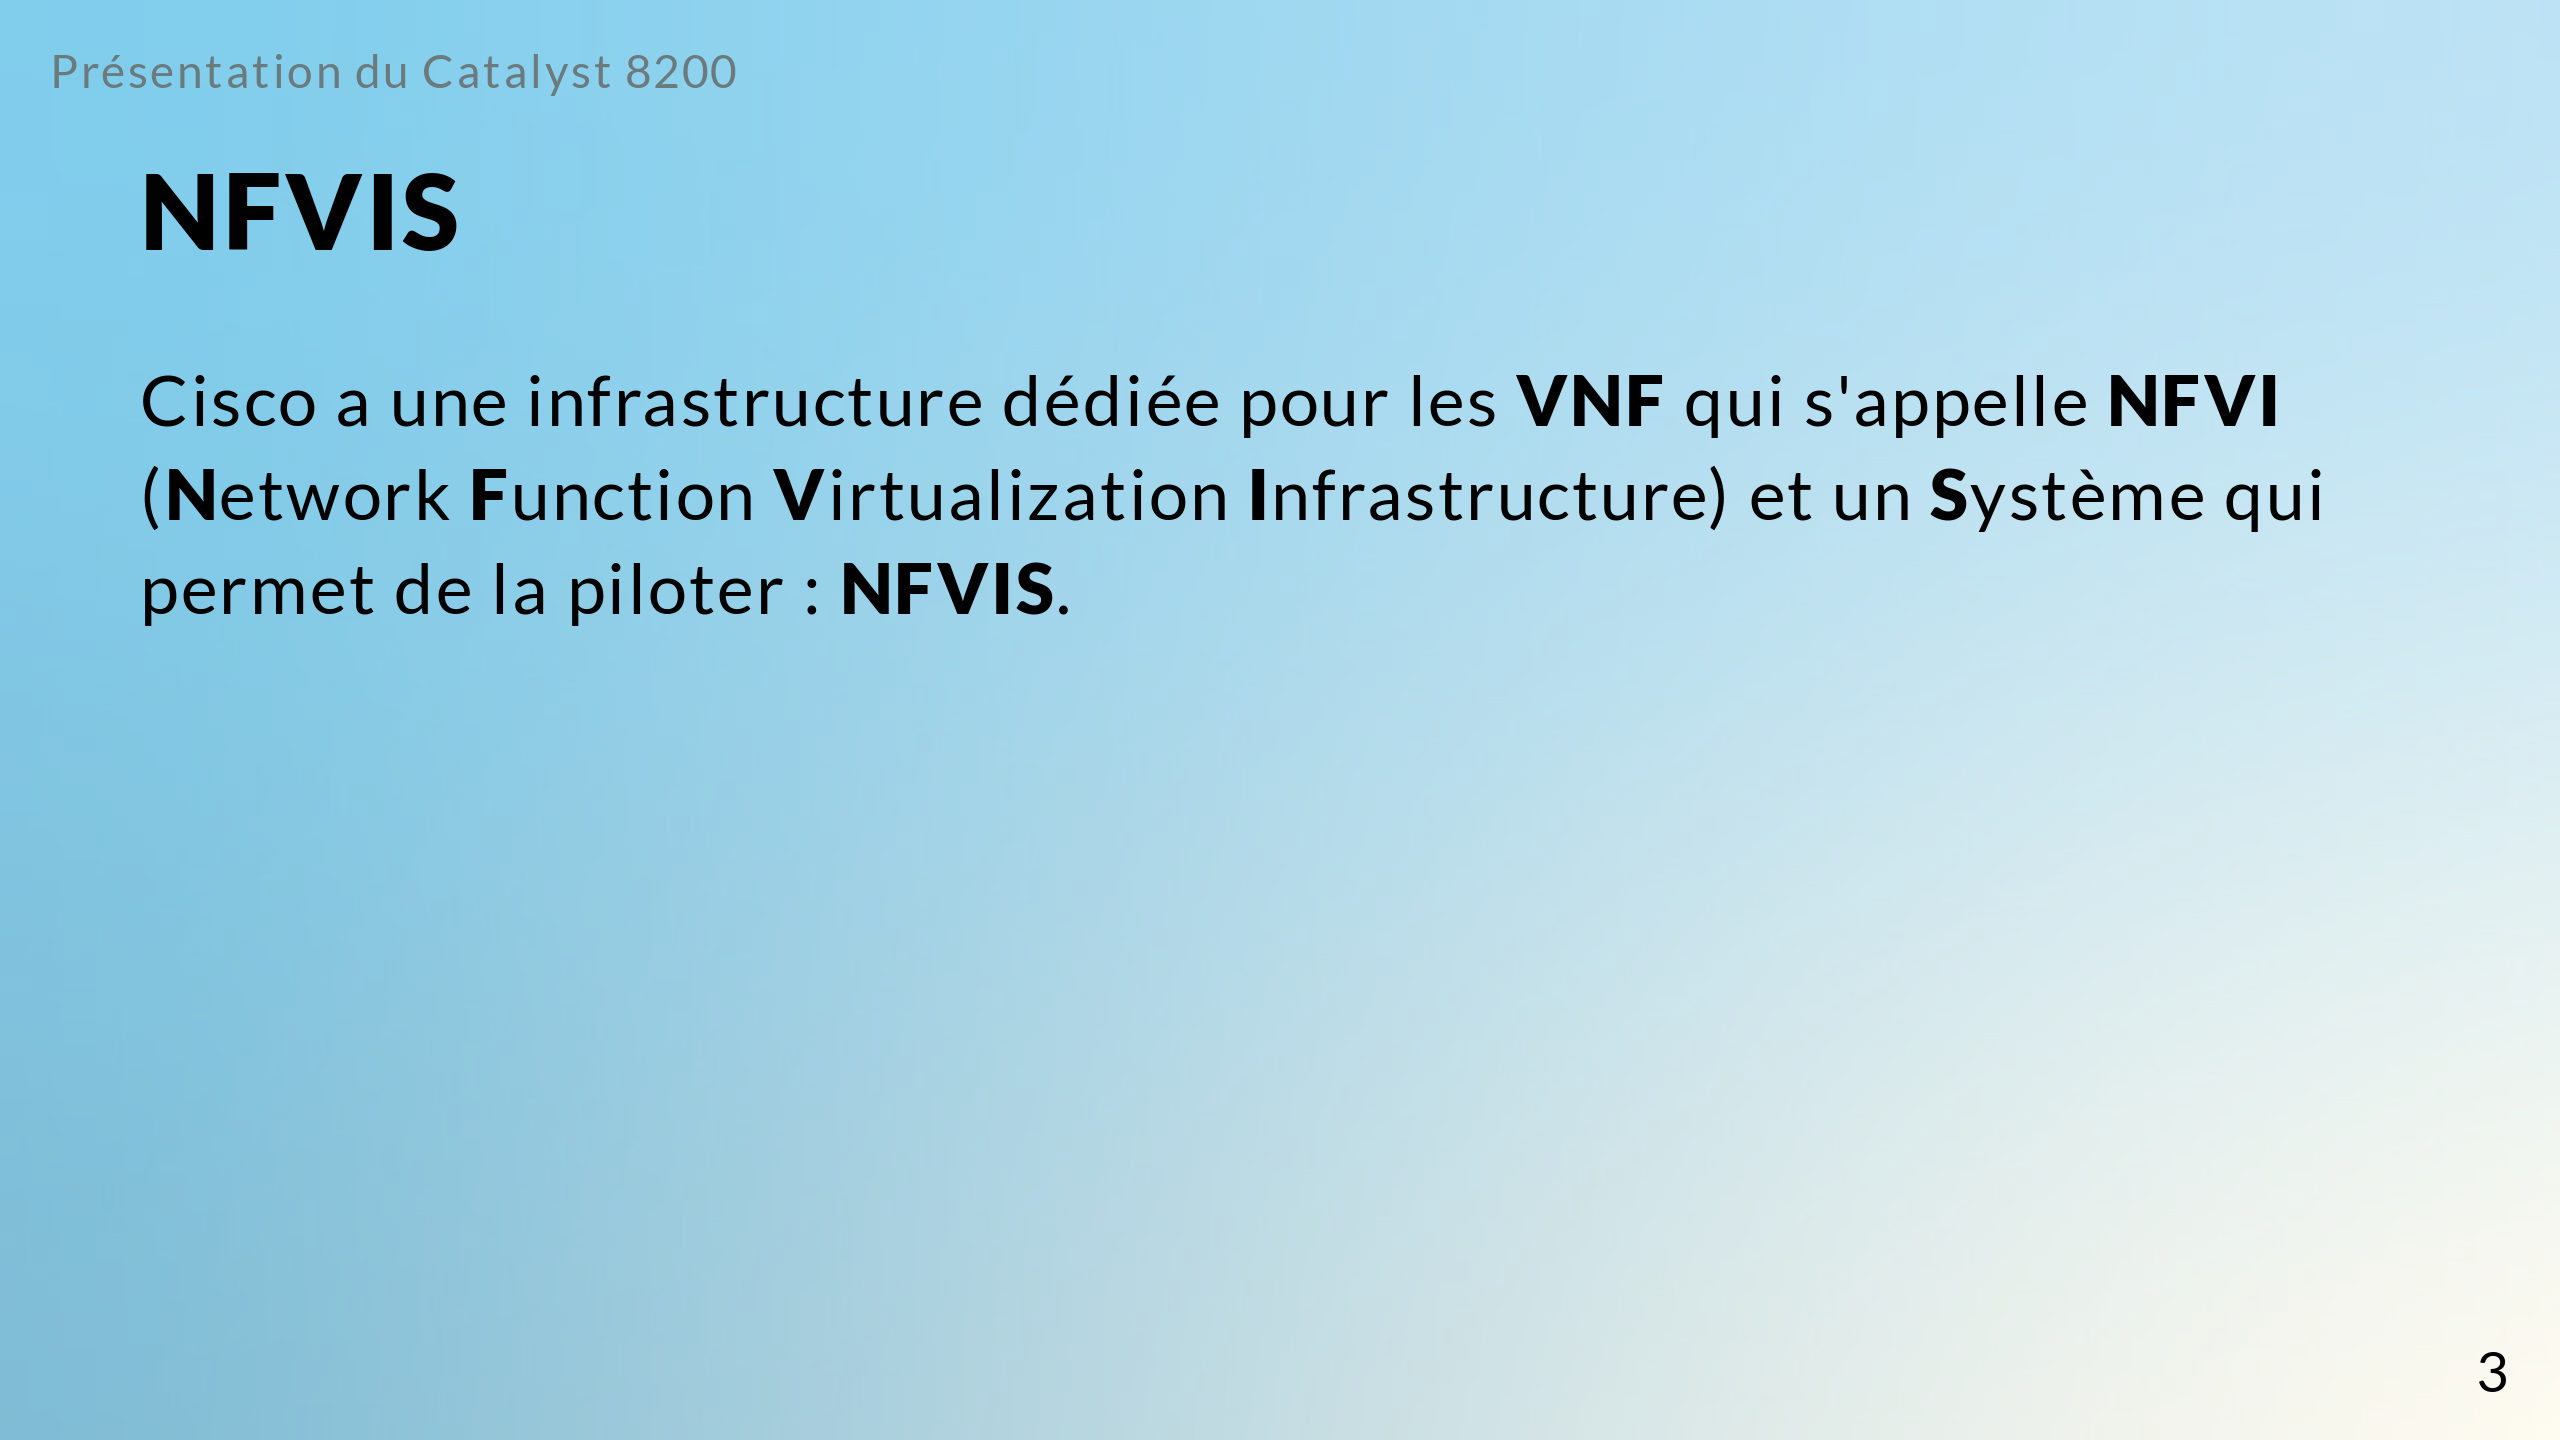 Présentation du Catalyst 8200
NFVIS
Cisco a une infrastructure dédiée pour les VNF qui s'appelle NFVI
(Network Function Virtualization Infrastructure) et un Système qui
permet de la piloter : NFVIS.
3